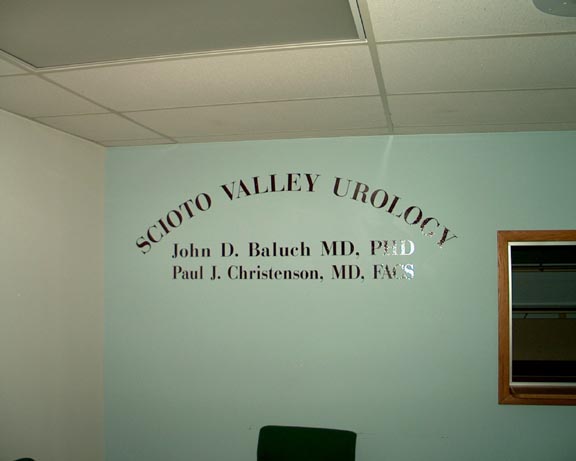 SCIOTO VALLEY UROLOGY
John D. Baluch MD, PHD
Paul J. Christenson, MD, FACS